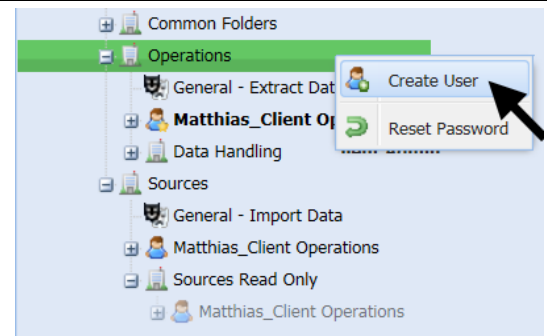 Common Folders
Operations
Create User
General - Extract Dat
Matthias_Client Op
Reset Password
Data Handling
Sources
General - Import Data
Matthias_Client Operations
Sources Read Only
Matthias_Client Operations